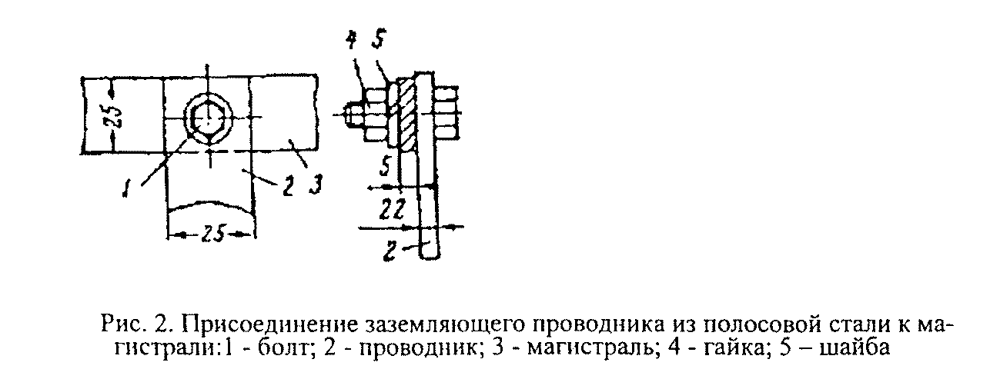 4 5
25
1 2 3
25
5
22
2
Рис. 2. Присоединение заземляющего проводника из полосовой стали к ма-
гистрали:1 - болт; 2 - проводник; 3 - магистраль; 4 - гайка; 5 – шайба